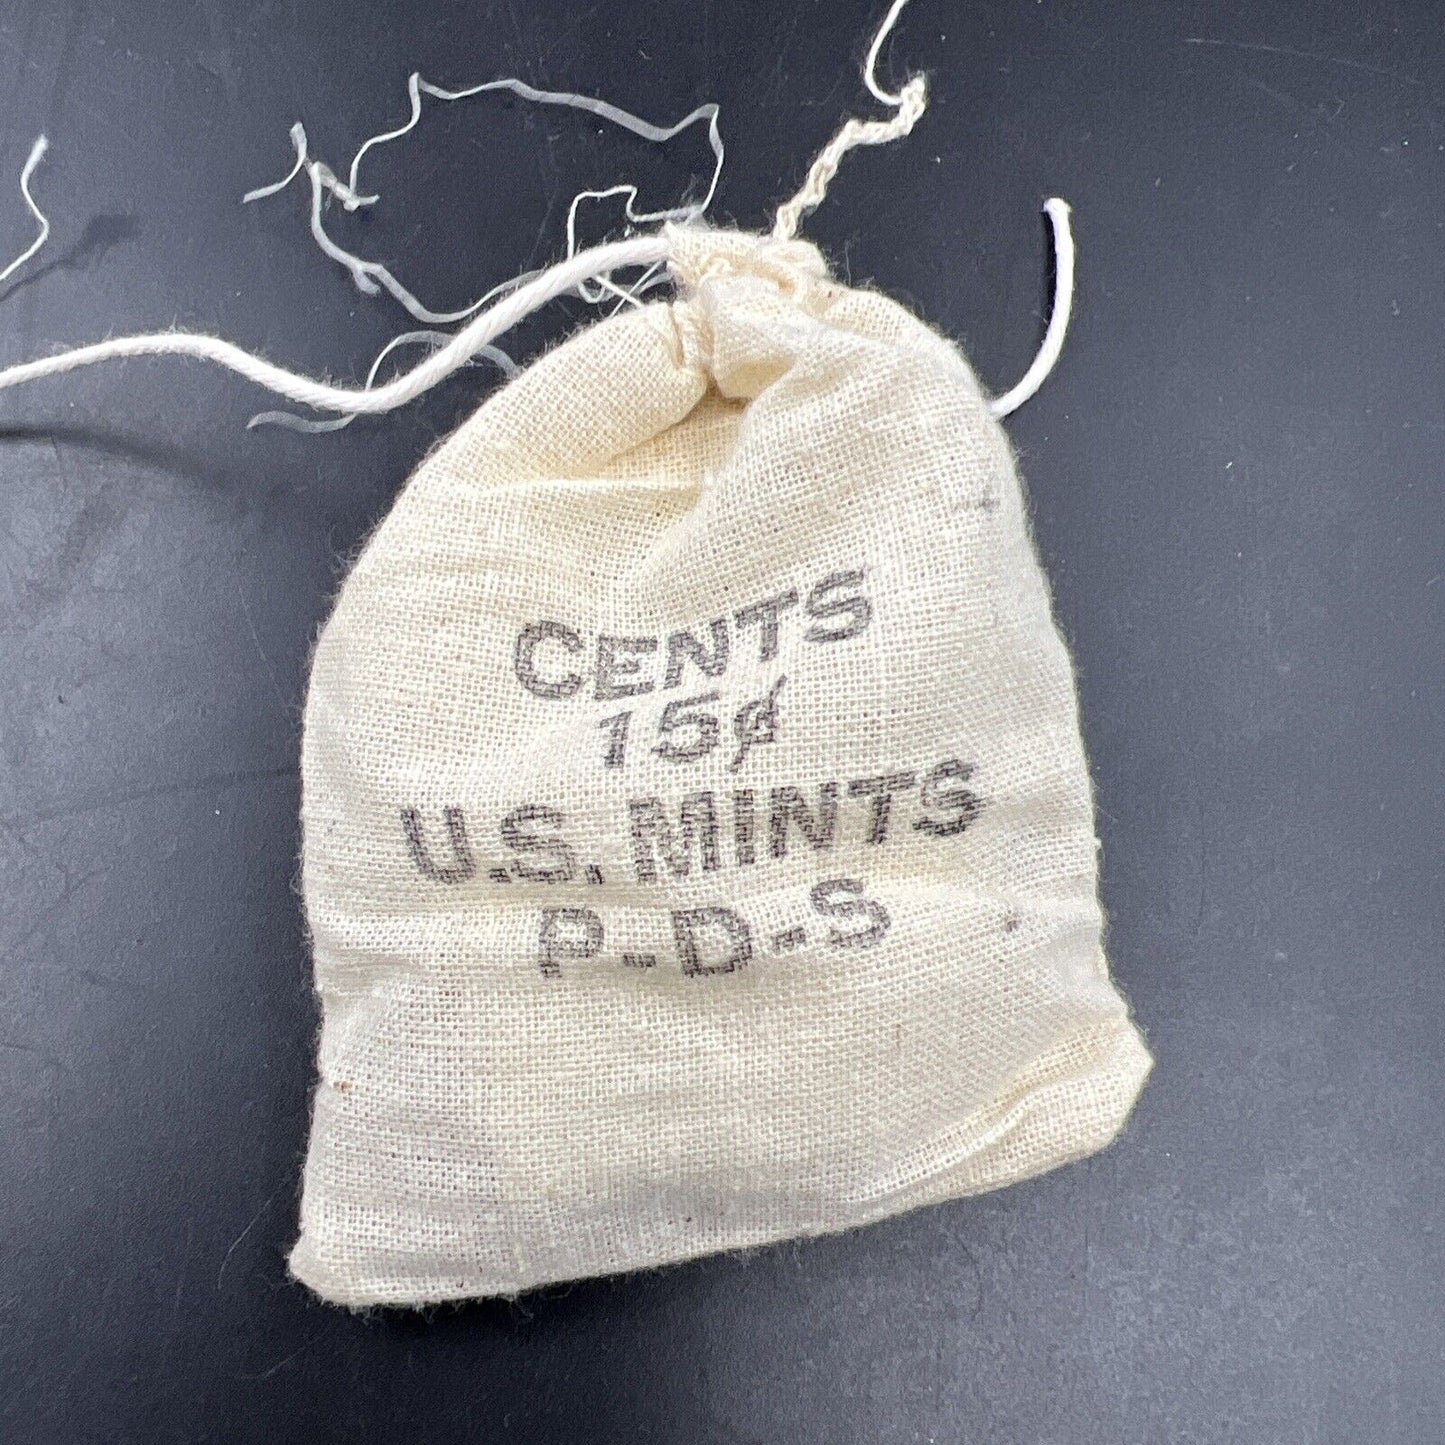 CENTS
15¢
U.S. MINTS
P-D-S